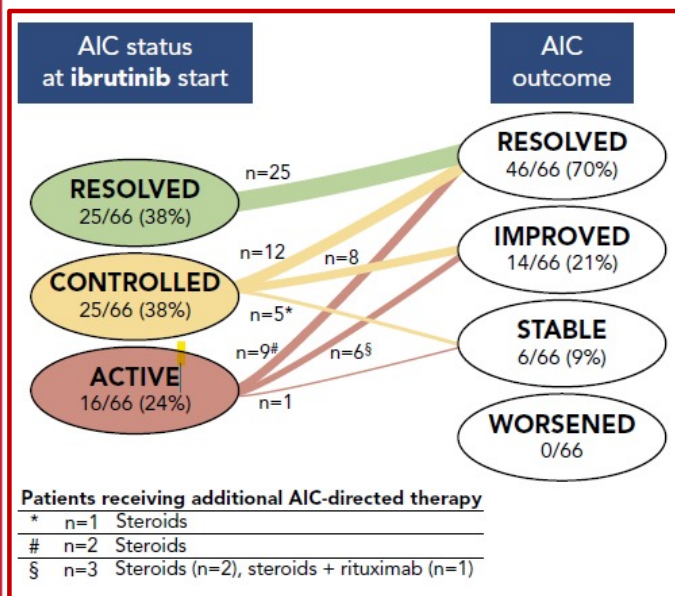 AIC status
at ibrutinib start
AIC
outcome
RESOLVED
25/66 (38%)
CONTROLLED
25/66 (38%)
ACTIVE
16/66 (24%)
n=25
n=12
n=8
n=5*
n=9#
n=6§
n=1
RESOLVED
46/66 (70%)
IMPROVED
14/66 (21%)
STABLE
6/66 (9%)
WORSENED
0/66
Patients receiving additional AIC-directed therapy
* n=1 Steroids
# n=2 Steroids
§ n=3 Steroids (n=2), steroids + rituximab (n=1)